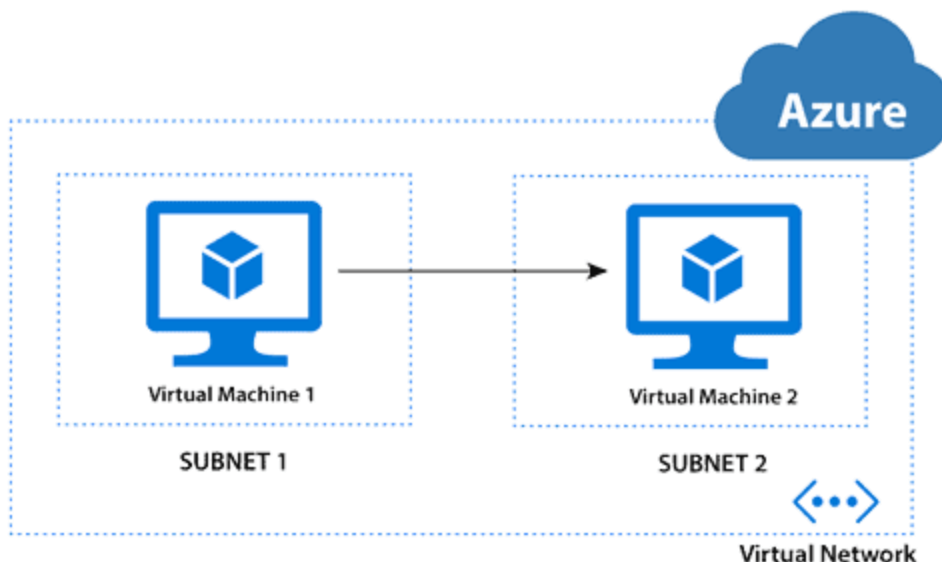 Azure
Virtual Machine 1
Virtual Machine 2
SUBNET 1
SUBNET 2
Virtual Network